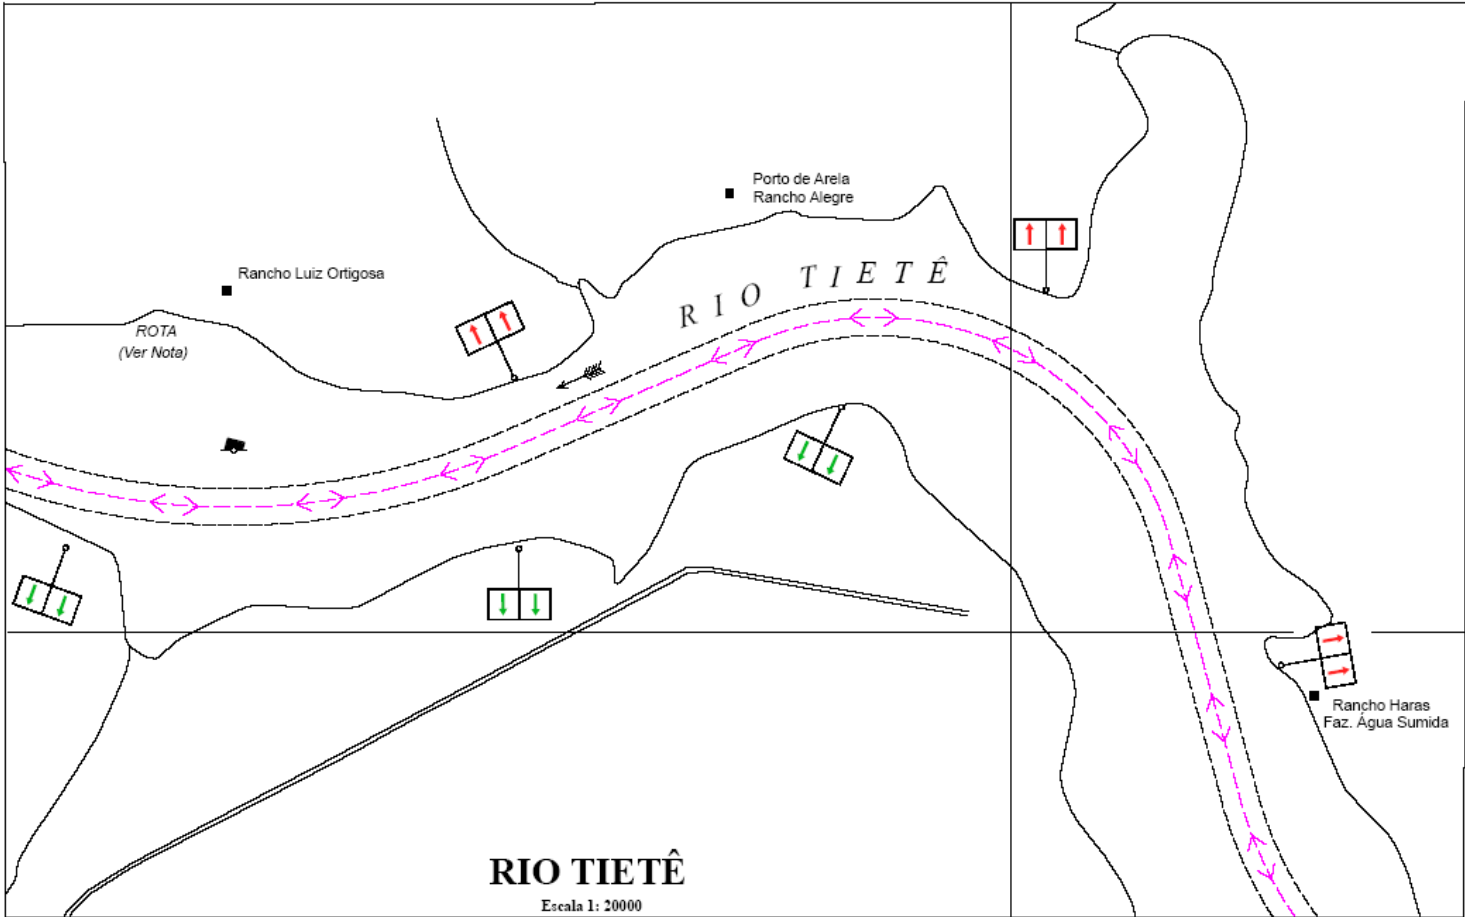 Porto de Arela
Rancho Alegre
Rancho Luiz Ortigosa
RIO TIETÊ
ROTA
(Ver Nota)
Rancho Haras
Faz. Água Sumida
RIO TIETÊ
Escala 1: 20000